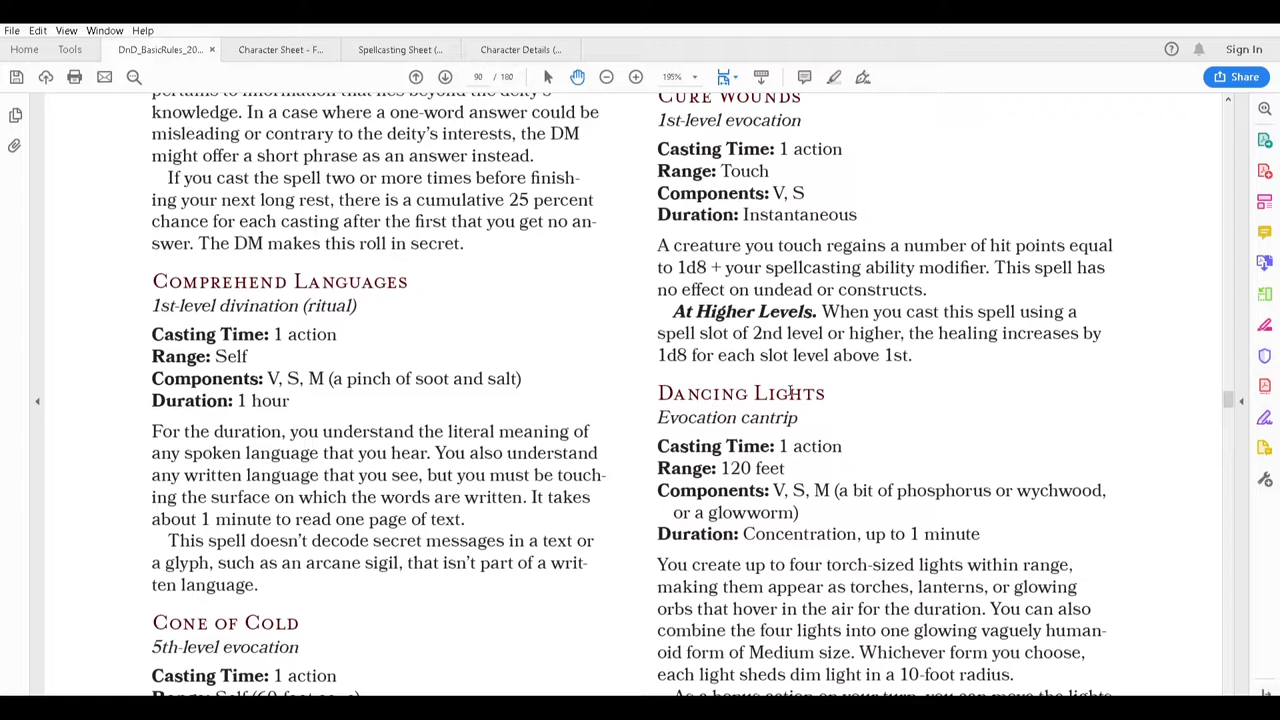 File Edit View Window Help
Home Tools DnD_BasicRules_20... × Character Sheet - F... Spellcasting Sheet (... Character Details (... Sign In
90 / 180 195% Share
knowledge. In a case where a one-word answer could be
misleading or contrary to the deity's interests, the DM
might offer a short phrase as an answer instead.
If you cast the spell two or more times before finish-
ing your next long rest, there is a cumulative 25 percent
chance for each casting after the first that you get no an-
swer. The DM makes this roll in secret.
COMPREHEND LANGUAGES
1st-level divination (ritual)
Casting Time: 1 action
Range: Self
Components: V, S, M (a pinch of soot and salt)
Duration: 1 hour
For the duration, you understand the literal meaning of
any spoken language that you hear. You also understand
any written language that you see, but you must be touch-
ing the surface on which the words are written. It takes
about 1 minute to read one page of text.
This spell doesn't decode secret messages in a text or
a glyph, such as an arcane sigil, that isn't part of a writ-
ten language.
CONE OF COLD
5th-level evocation
Casting Time: 1 action
CURE WOUNDS
1st-level evocation
Casting Time: 1 action
Range: Touch
Components: V, S
Duration: Instantaneous
A creature you touch regains a number of hit points equal
to 1d8 + your spellcasting ability modifier. This spell has
no effect on undead or constructs.
At Higher Levels. When you cast this spell using a
spell slot of 2nd level or higher, the healing increases by
1d8 for each slot level above 1st.
DANCING LIGHTS
Evocation cantrip
Casting Time: 1 action
Range: 120 feet
Components: V, S, M (a bit of phosphorus or wychwood,
or a glowworm)
Duration: Concentration, up to 1 minute
You create up to four torch-sized lights within range,
making them appear as torches, lanterns, or glowing
orbs that hover in the air for the duration. You can also
combine the four lights into one glowing vaguely human-
oid form of Medium size. Whichever form you choose,
each light sheds dim light in a 10-foot radius.